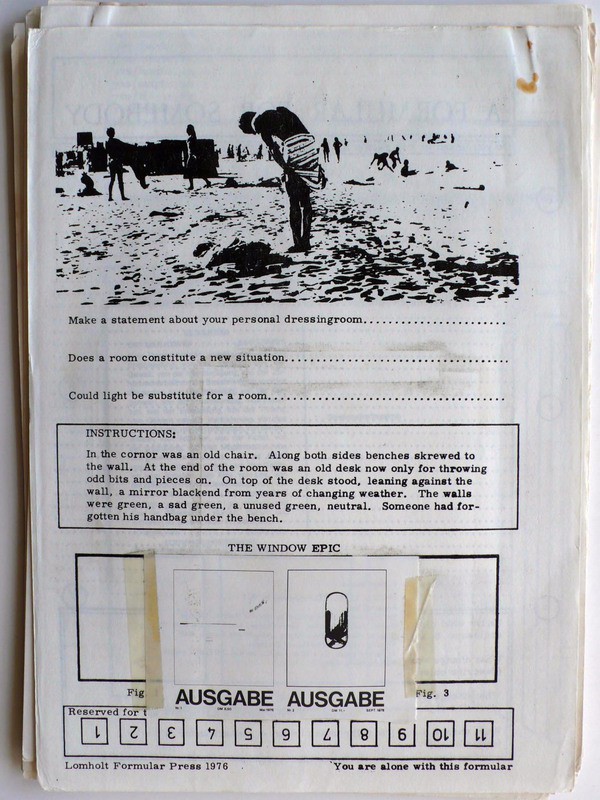 Make a statement about your personal dressingroom......................
Does a room constitute a new situation..................................
Could light be substitute for a room....................................
INSTRUCTIONS:
In the cornor was an old chair. Along both sides benches skrewed to
the wall. At the end of the room was an old desk now only for throwing
odd bits and pieces on. On top of the desk stood, leaning against the
wall, a mirror blackend from years of changing weather. The walls
were green, a sad green, a unused green, neutral. Someone had for-
gotten his handbag under the bench.
THE WINDOW EPIC
Fig. Fig. 3
AUSGABE AUSGABE
Reserved for
1 2 3 4 5 6 7 8 9 10 11
Lomholt Formular Press 1976 You are alone with this formular